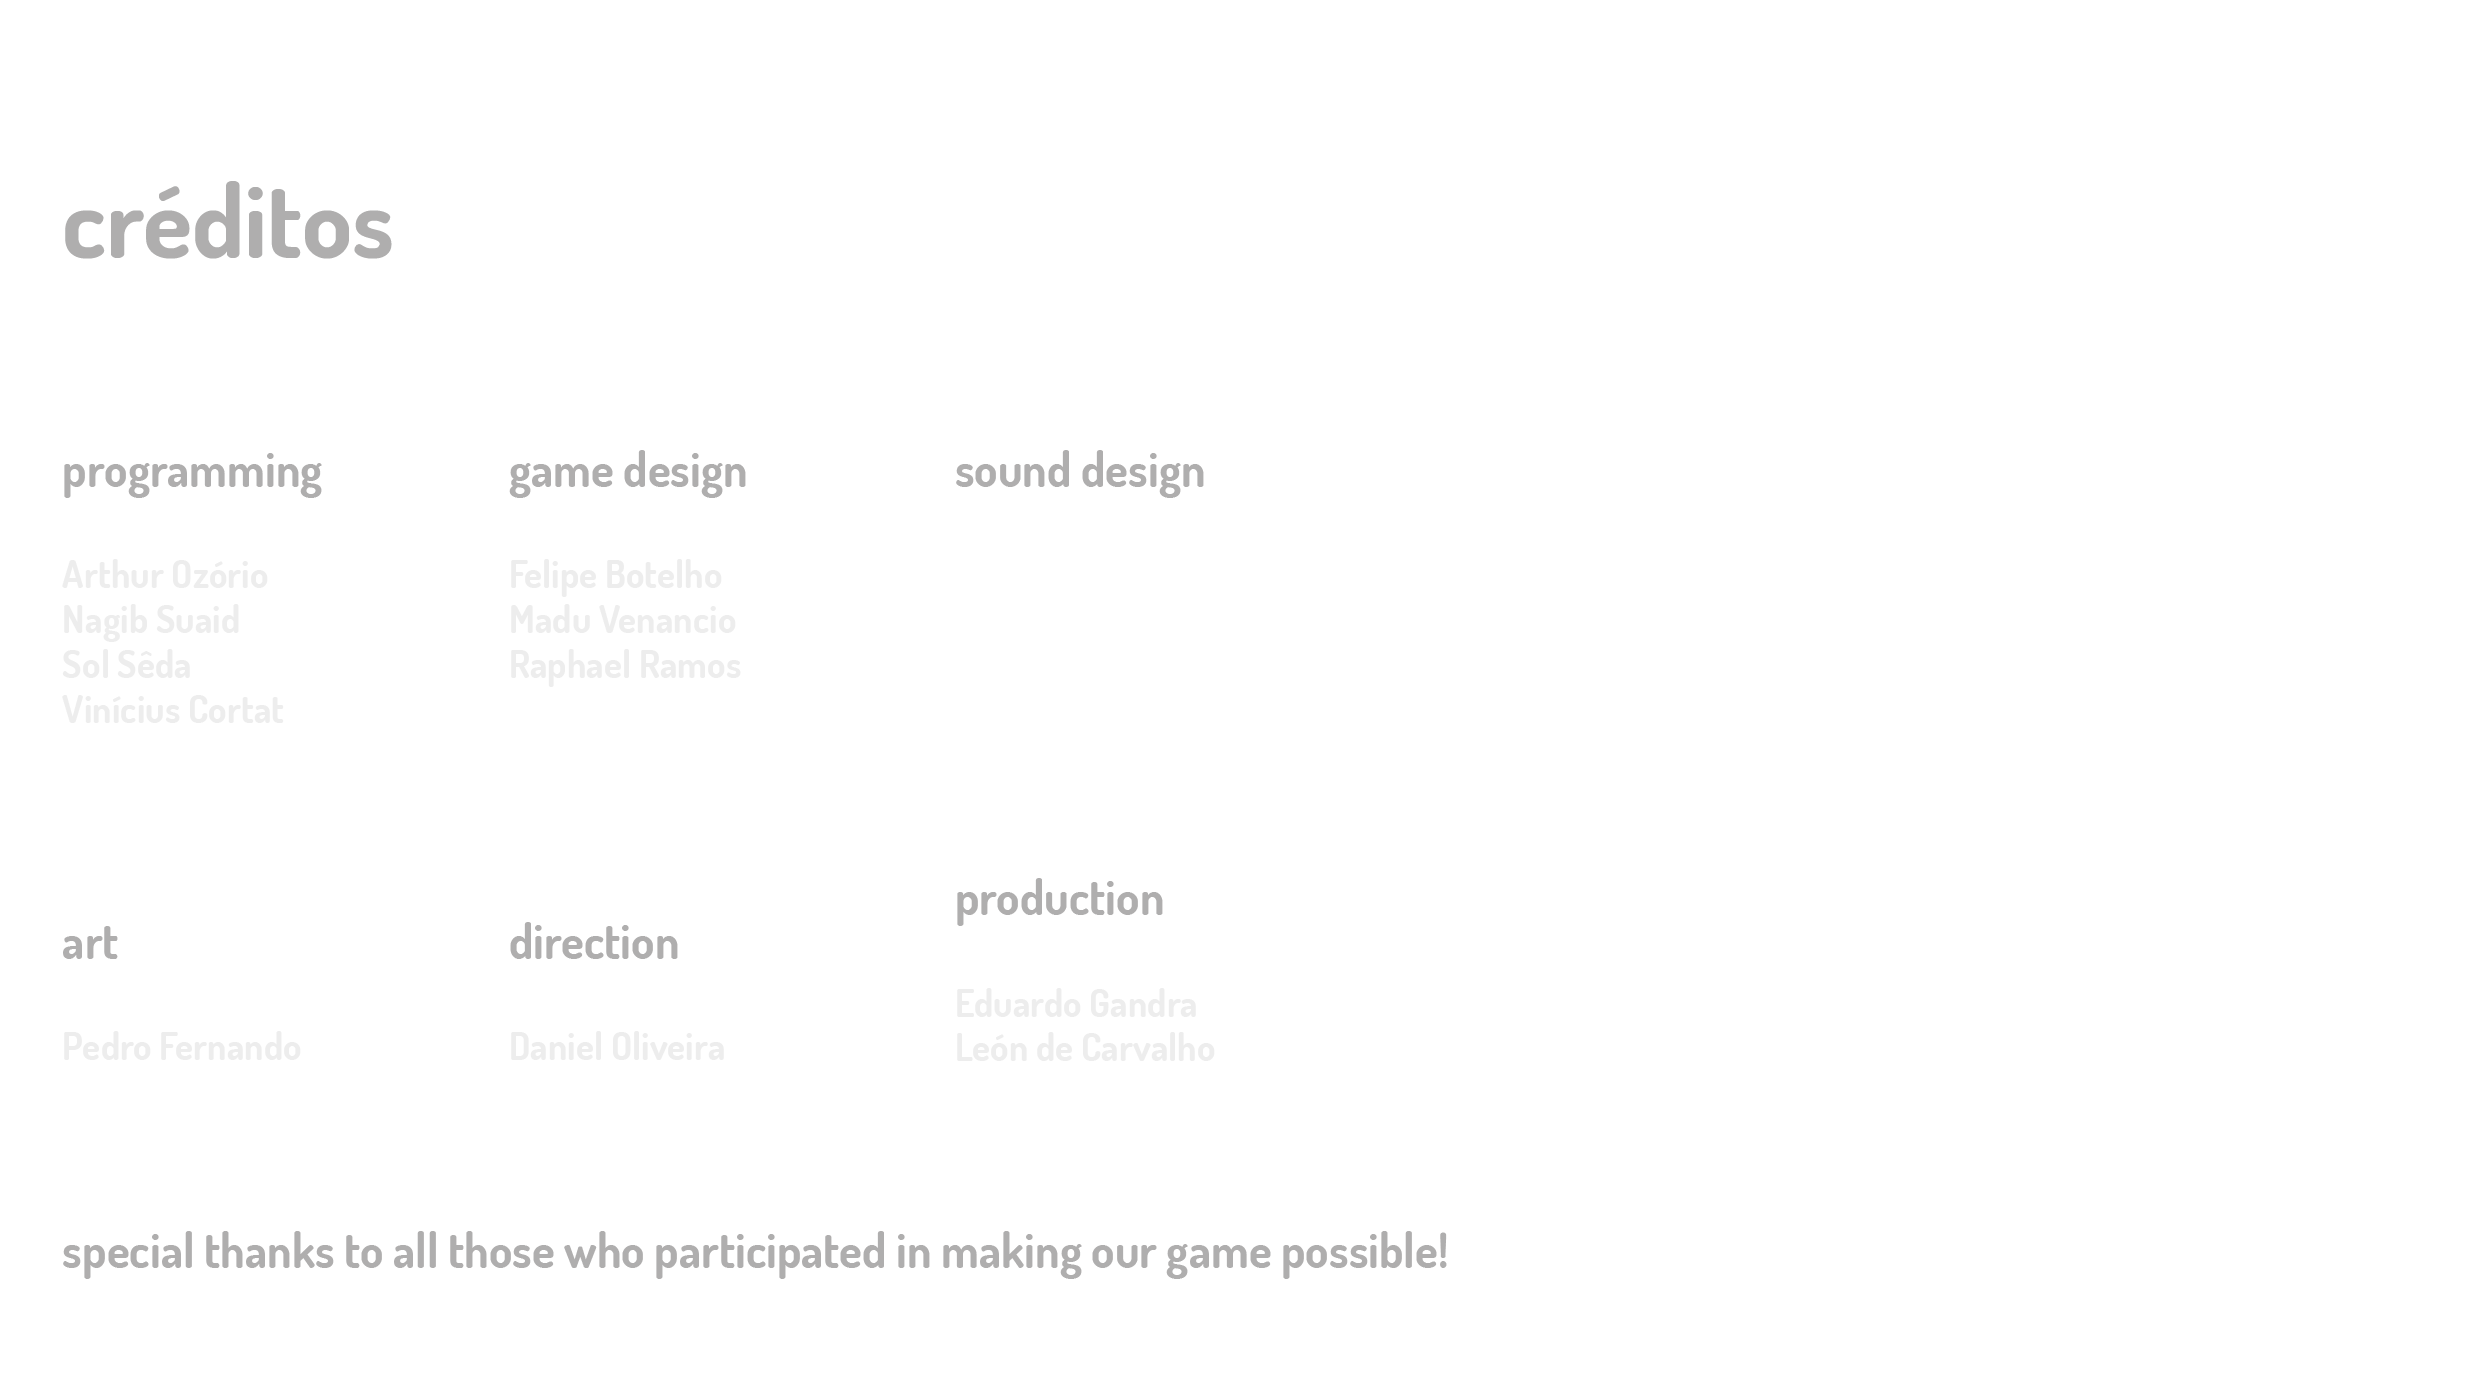 créditos
programming
Arthur Ozório
Nagib Suaid
Sol Sêda
Vinícius Cortat
game design
Felipe Botelho
Madu Venancio
Raphael Ramos
sound design
art
Pedro Fernando
direction
Daniel Oliveira
production
Eduardo Gandra
León de Carvalho
special thanks to all those who participated in making our game possible!